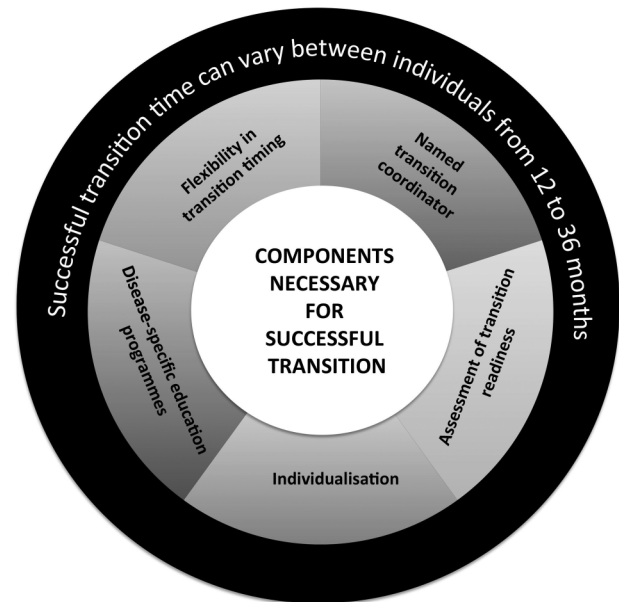 Successful transition time can vary between individuals from 12 to 36 months
Flexibility in
transition timing
Named
transition
coordinator
COMPONENTS
NECESSARY
FOR
SUCCESSFUL
TRANSITION
Disease-specific education
programmes
Assessment of transition
readiness
Individualisation